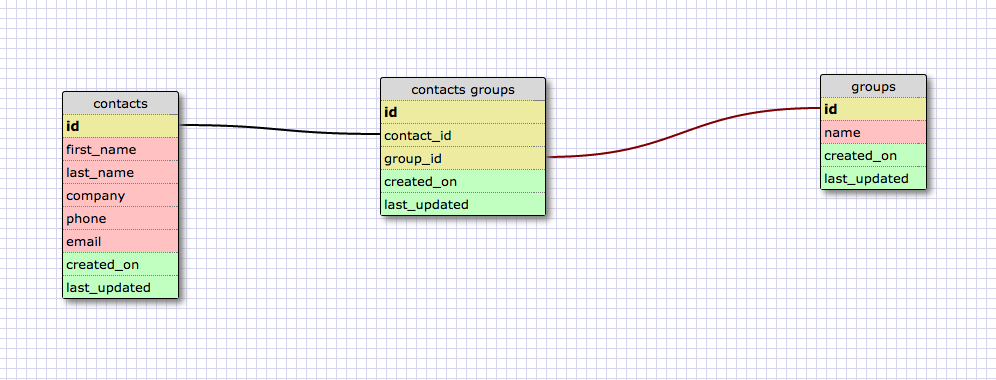 contacts
id
first_name
last_name
company
phone
email
created_on
last_updated
contacts groups
id
contact_id
group_id
created_on
last_updated
groups
id
name
created_on
last_updated